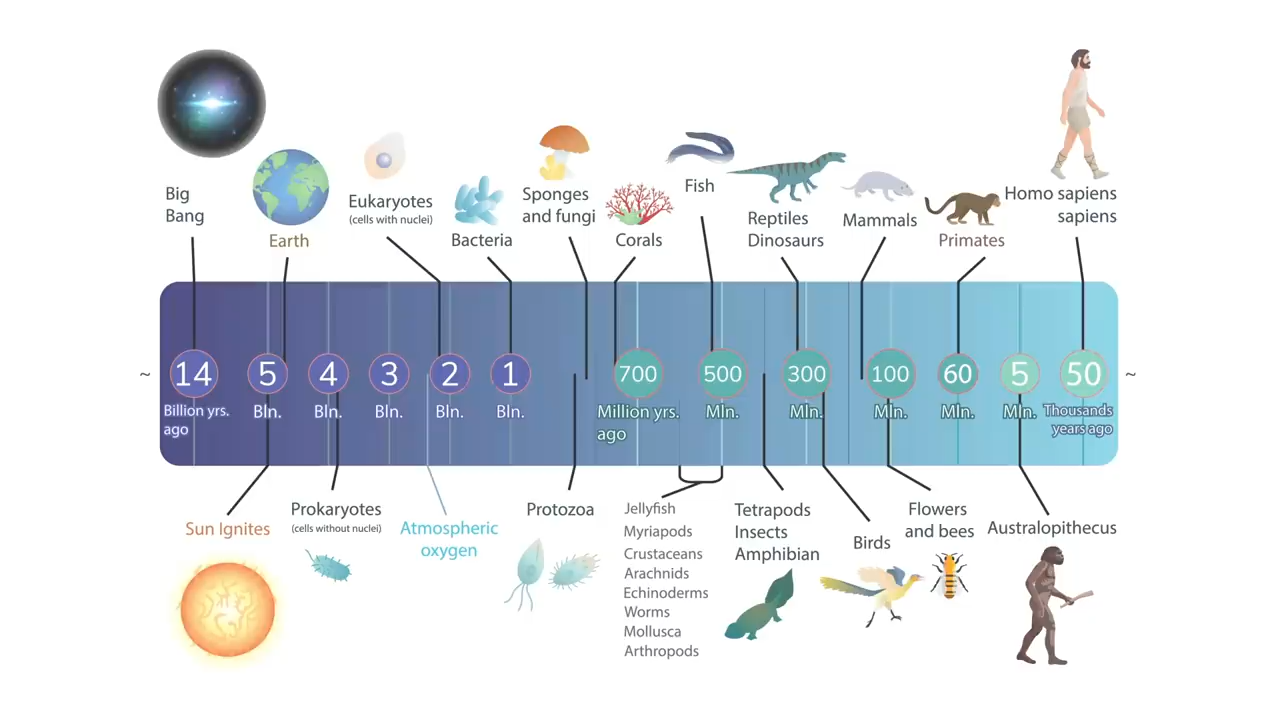 Big
Bang
Earth
Eukaryotes
(cells with nuclei)
Bacteria
Sponges
and fungi
Corals
Fish
Reptiles
Dinosaurs
Mammals
Primates
Homo sapiens
sapiens
~ 14 5 4 3 2 1 700 500 300 100 60 5 50 ~
Billion yrs.
ago
Bln.
Bln.
Bln.
Bln.
Bln.
Million yrs.
ago
Mln.
Mln.
Mln.
Mln.
Mln.
Thousands
years ago
Sun Ignites
Prokaryotes
(cells without nuclei)
Atmospheric
oxygen
Protozoa
Jellyfish
Myriapods
Crustaceans
Arachnids
Echinoderms
Worms
Mollusca
Arthropods
Tetrapods
Insects
Amphibian
Birds
Flowers
and bees
Australopithecus